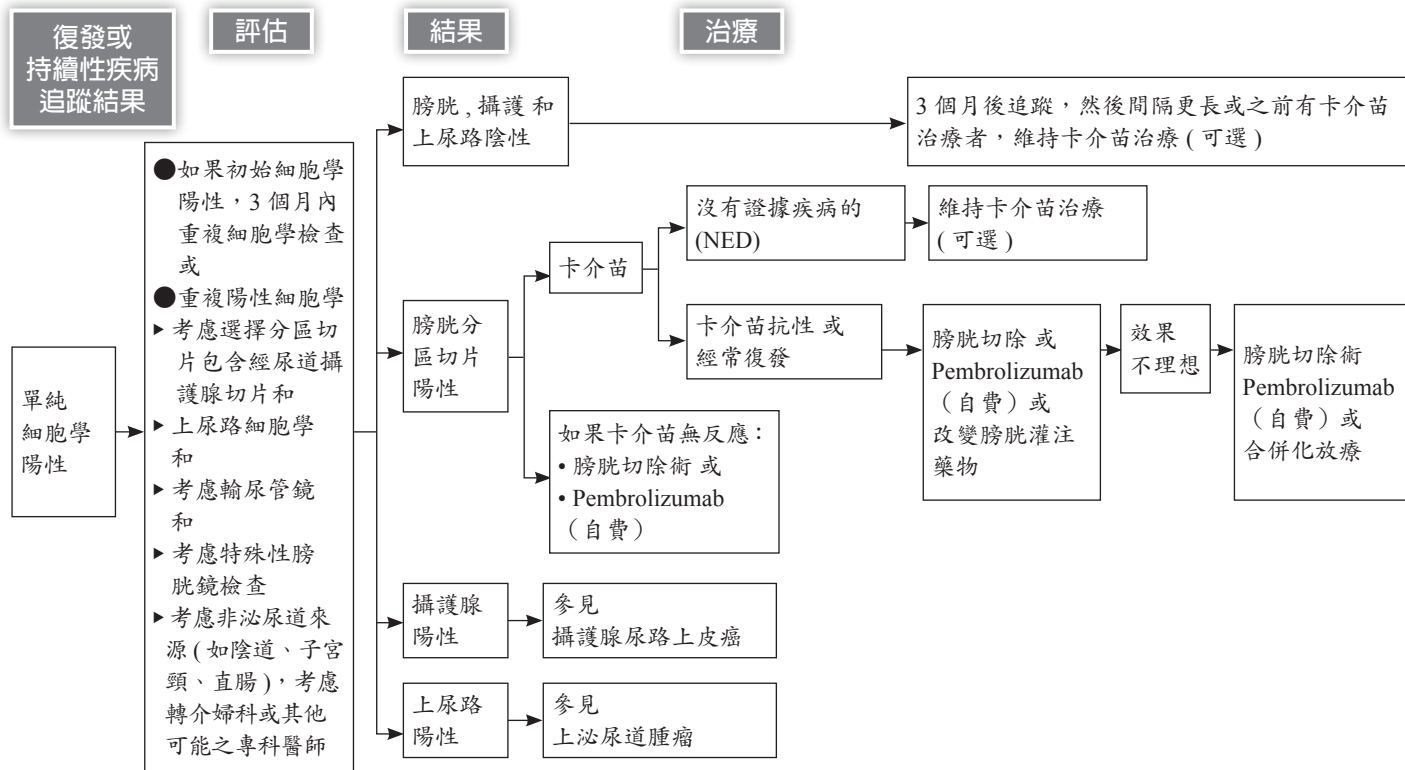 復發或
持續性疾病
追蹤結果
評估
結果
治療
單純
細胞學
陽性
●如果初始細胞學
陽性，3 個月內
重複細胞學檢查
或
●重複陽性細胞學
▶ 考慮選擇分區切
片包含經尿道攝
護腺切片和
▶ 上尿路細胞學
和
▶ 考慮輸尿管鏡
和
▶ 考慮特殊性膀
胱鏡檢查
▶ 考慮非泌尿道來
源 ( 如陰道、子宮
頸、直腸 )，考慮
轉介婦科或其他
可能之專科醫師
膀胱 , 攝護 和
上尿路陰性
3 個月後追蹤，然後間隔更長或之前有卡介苗
治療者，維持卡介苗治療 ( 可選 )
膀胱分
區切片
陽性
卡介苗
沒有證據疾病的
(NED)
維持卡介苗治療
( 可選 )
卡介苗抗性 或
經常復發
膀胱切除 或
Pembrolizumab
（自費）或
改變膀胱灌注
藥物
效果
不理想
膀胱切除術
Pembrolizumab
（自費）或
合併化放療
如果卡介苗無反應：
• 膀胱切除術 或
• Pembrolizumab
（自費）
攝護腺
陽性
參見
攝護腺尿路上皮癌
上尿路
陽性
參見
上泌尿道腫瘤